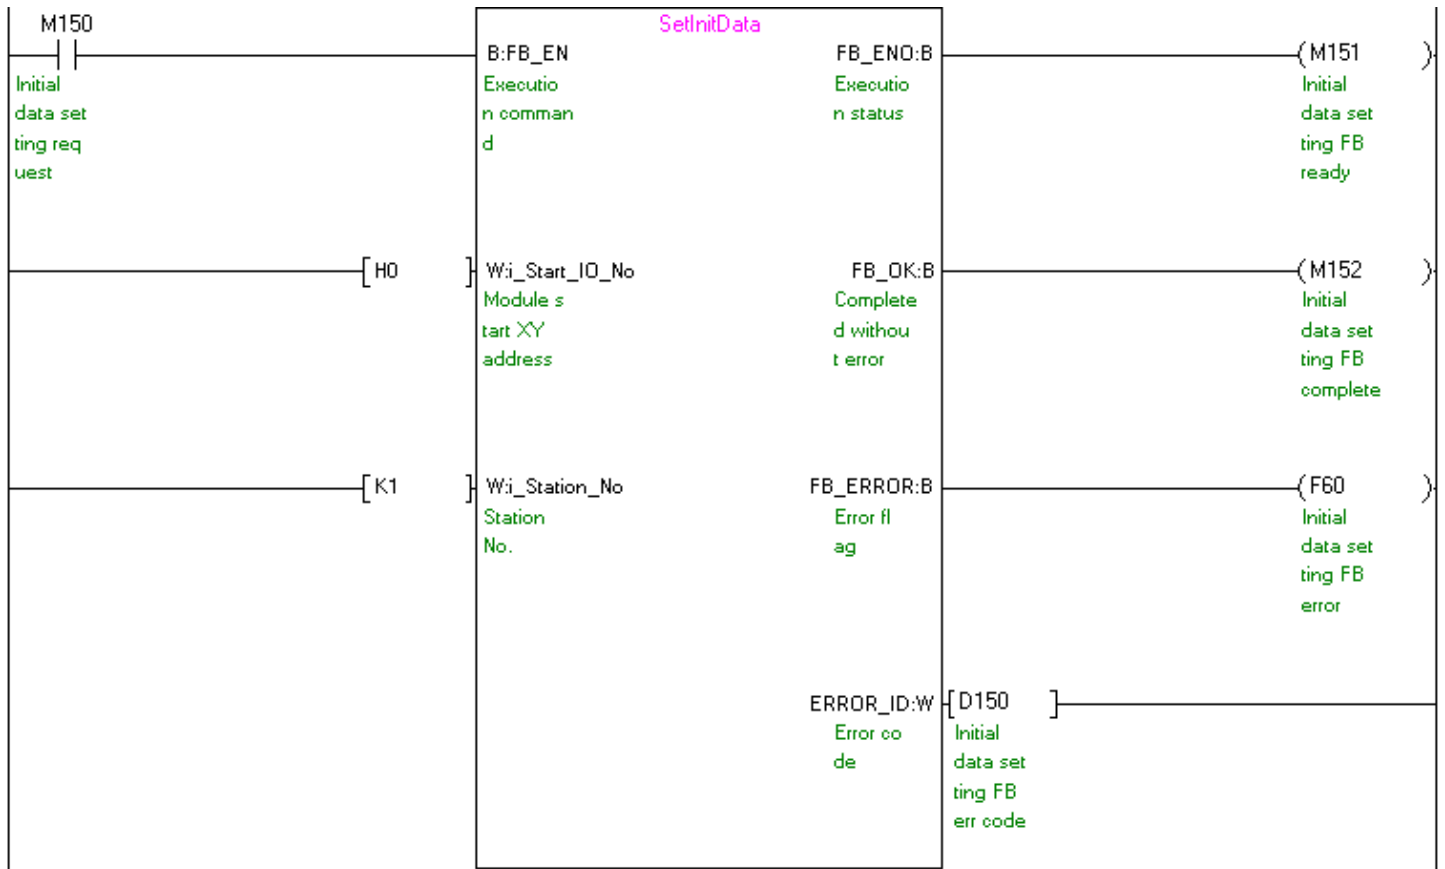 M150
SetInitData
B:FB_EN
FB_ENO:B
M151
Initial
data set
ting req
uest
Executio
n comman
d
Executio
n status
Initial
data set
ting FB
ready
H0
W:i_Start_IO_No
FB_OK:B
M152
Module s
tart XY
address
Complete
d withou
t error
Initial
data set
ting FB
complete
K1
W:i_Station_No
FB_ERROR:B
F60
Station
No.
Error fl
ag
Initial
data set
ting FB
error
ERROR_ID:W
D150
Error co
de
Initial
data set
ting FB
err code